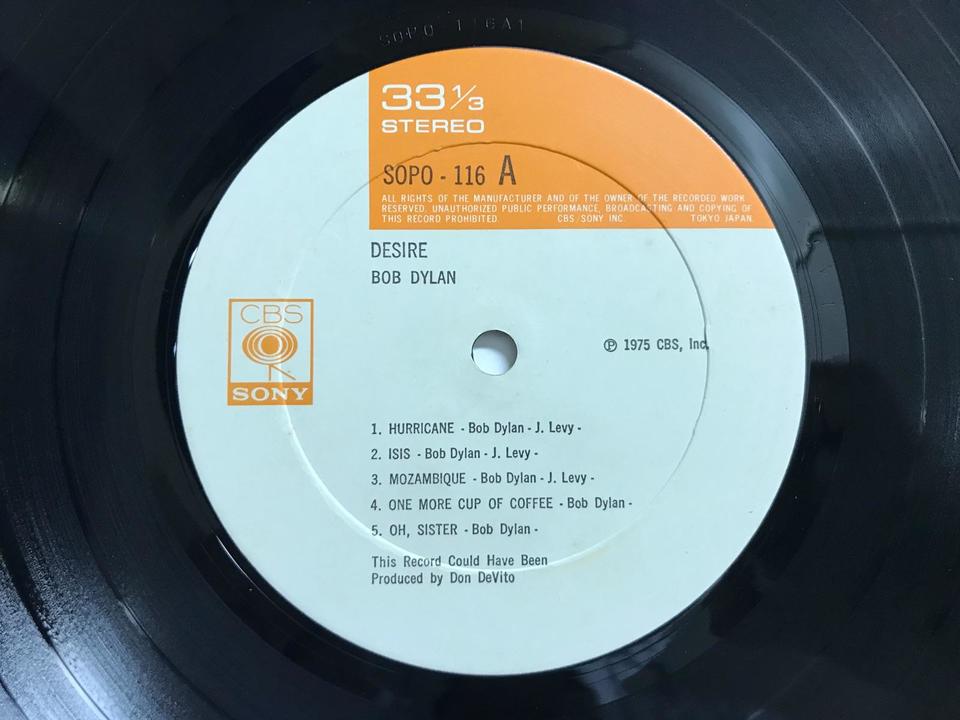 SOPO 116A1
33 1/3
STEREO
SOPO - 116 A
ALL RIGHTS OF THE MANUFACTURER AND OF THE OWNER OF THE RECORDED WORK
RESERVED. UNAUTHORIZED PUBLIC PERFORMANCE, BROADCASTING AND COPYING OF
THIS RECORD PROHIBITED. CBS/SONY INC. TOKYO JAPAN.
DESIRE
BOB DYLAN
CBS
SONY
℗ 1975 CBS, Inc.
1. HURRICANE - Bob Dylan - J. Levy -
2. ISIS - Bob Dylan - J. Levy -
3. MOZAMBIQUE - Bob Dylan - J. Levy -
4. ONE MORE CUP OF COFFEE - Bob Dylan -
5. OH, SISTER - Bob Dylan -
This Record Could Have Been
Produced by Don DeVito